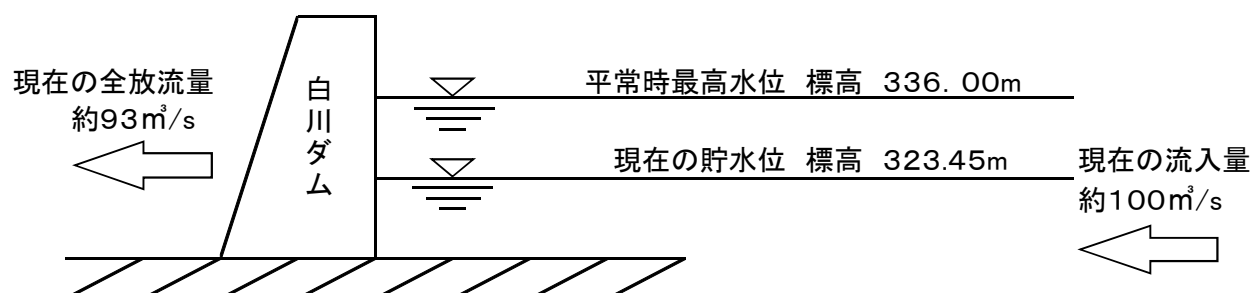 現在の全放流量
約93㎥/s
白川ダム
平常時最高水位 標高 336.00m
現在の貯水位 標高 323.45m
現在の流入量
約100㎥/s